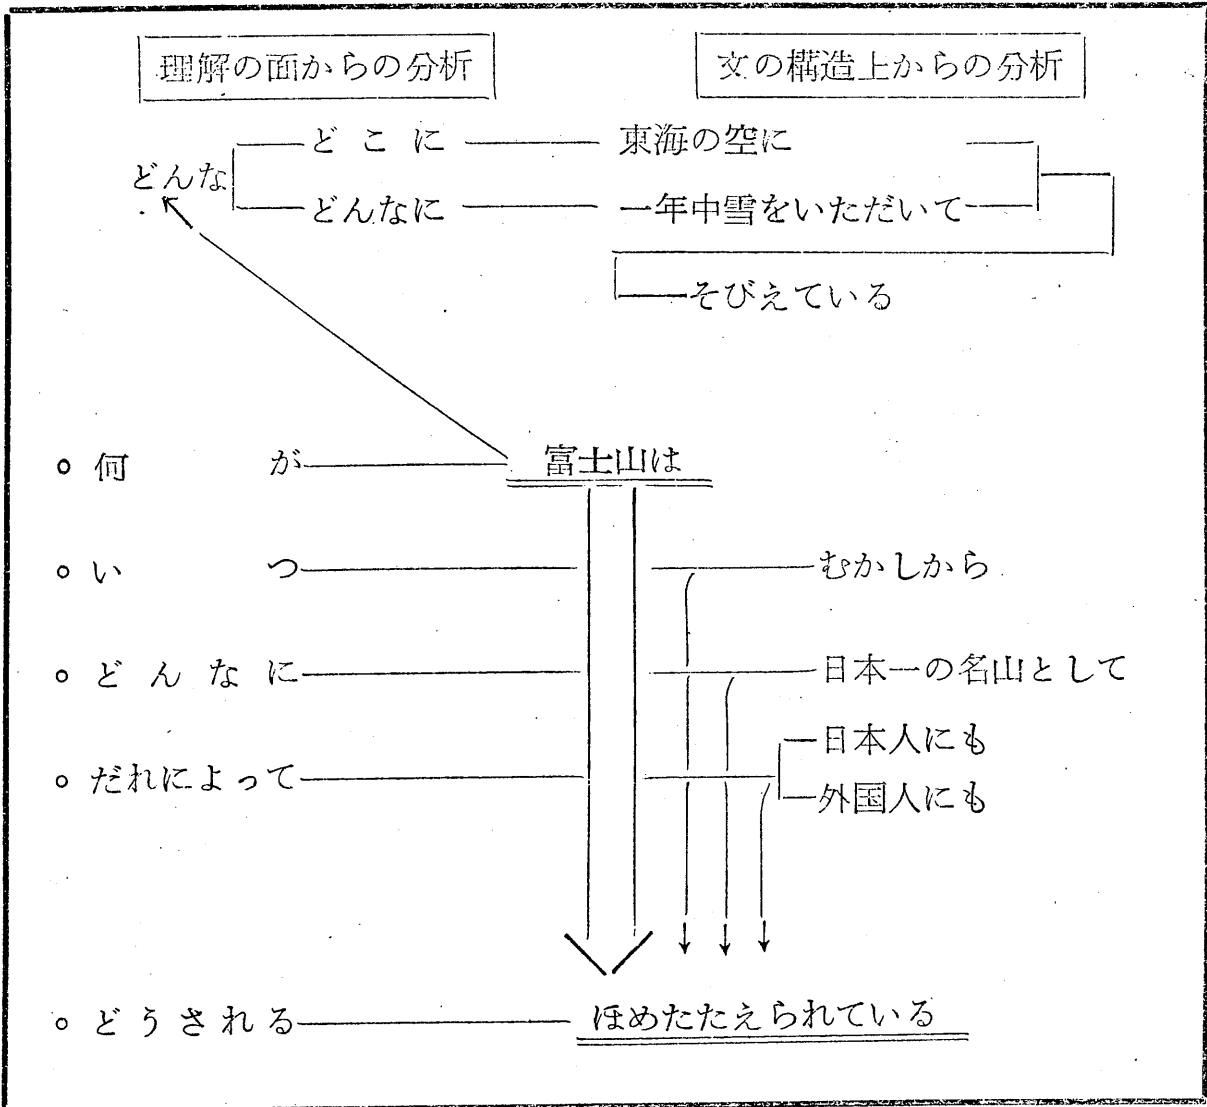 理解の面からの分析 文の構造上からの分析
どこに 東海の空に
どんな
どんなに 一年中雪をいただいて
そびえている
何が 富士山は
いつ むかしから
どんなに 日本一の名山として
日本人にも
だれによって
外国人にも
どうされる ほめたたえられている